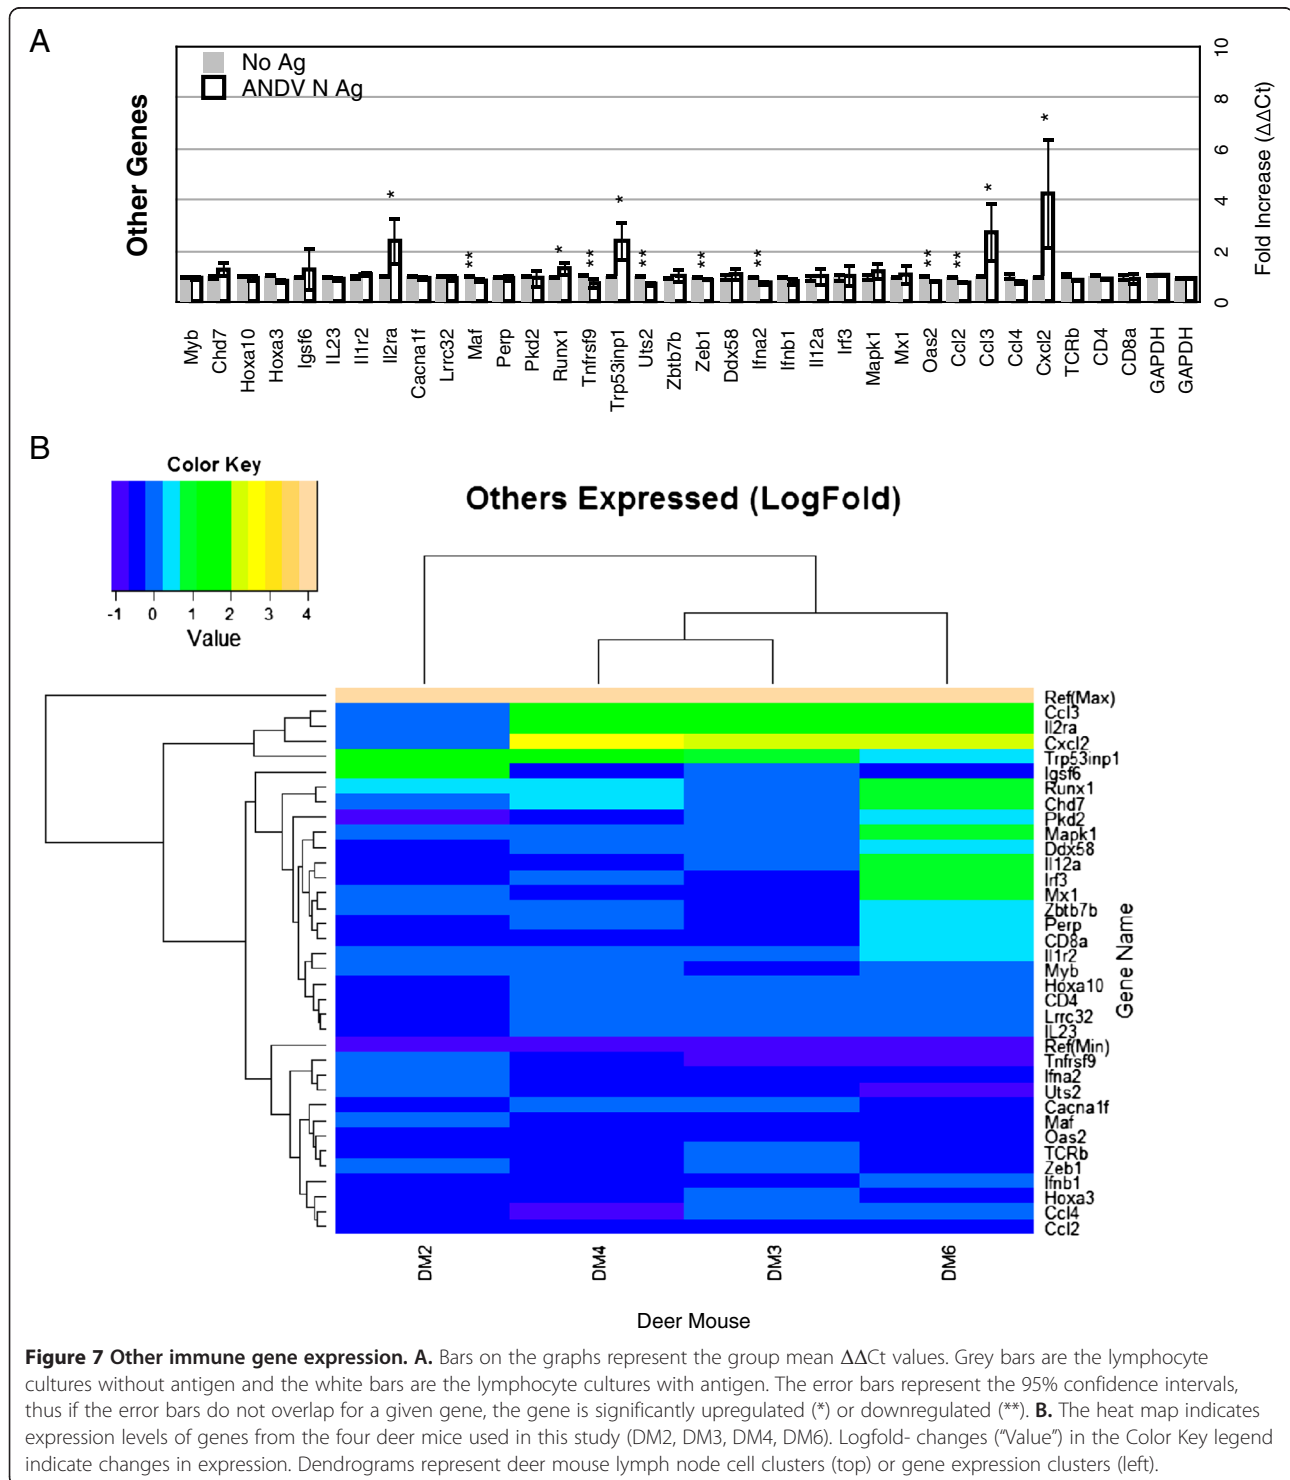 A
No Ag
ANDV N Ag
Other Genes
10
8
6
4
2
0
Fold Increase (ΔΔCt)
*
**
*
**
*
**
**
**
**
**
*
*
Myb
Chd7
Hoxa10
Hoxa3
Igsf6
IL23
Il1r2
Il2ra
Cacna1f
Lrrc32
Maf
Perp
Pkd2
Runx1
Tnfrsf9
Trp53inp1
Uts2
Zbtb7b
Zeb1
Ddx58
Ifna2
Ifnb1
Il12a
Irf3
Mapk1
Mx1
Oas2
Ccl2
Ccl3
Ccl4
Cxcl2
TCRb
CD4
CD8a
GAPDH
GAPDH
B
Color Key
-1 0 1 2 3 4
Value
Others Expressed (LogFold)
Ref(Max)
Ccl3
Il2ra
Cxcl2
Trp53inp1
Igsf6
Runx1
Chd7
Pkd2
Mapk1
Ddx58
Il12a
Irf3
Mx1
Zbtb7b
Perp
CD8a
Il1r2
Myb
Hoxa10
CD4
Lrrc32
IL23
Ref(Min)
Tnfrsf9
Ifna2
Uts2
Cacna1f
Maf
Oas2
TCRb
Zeb1
Ifnb1
Hoxa3
Ccl4
Ccl2
Gene Name
DM2
DM4
DM3
DM6
Deer Mouse
Figure 7 Other immune gene expression. A. Bars on the graphs represent the group mean ΔΔCt values. Grey bars are the lymphocyte
cultures without antigen and the white bars are the lymphocyte cultures with antigen. The error bars represent the 95% confidence intervals,
thus if the error bars do not overlap for a given gene, the gene is significantly upregulated (*) or downregulated (**). B. The heat map indicates
expression levels of genes from the four deer mice used in this study (DM2, DM3, DM4, DM6). Logfold- changes (“Value”) in the Color Key legend
indicate changes in expression. Dendrograms represent deer mouse lymph node cell clusters (top) or gene expression clusters (left).